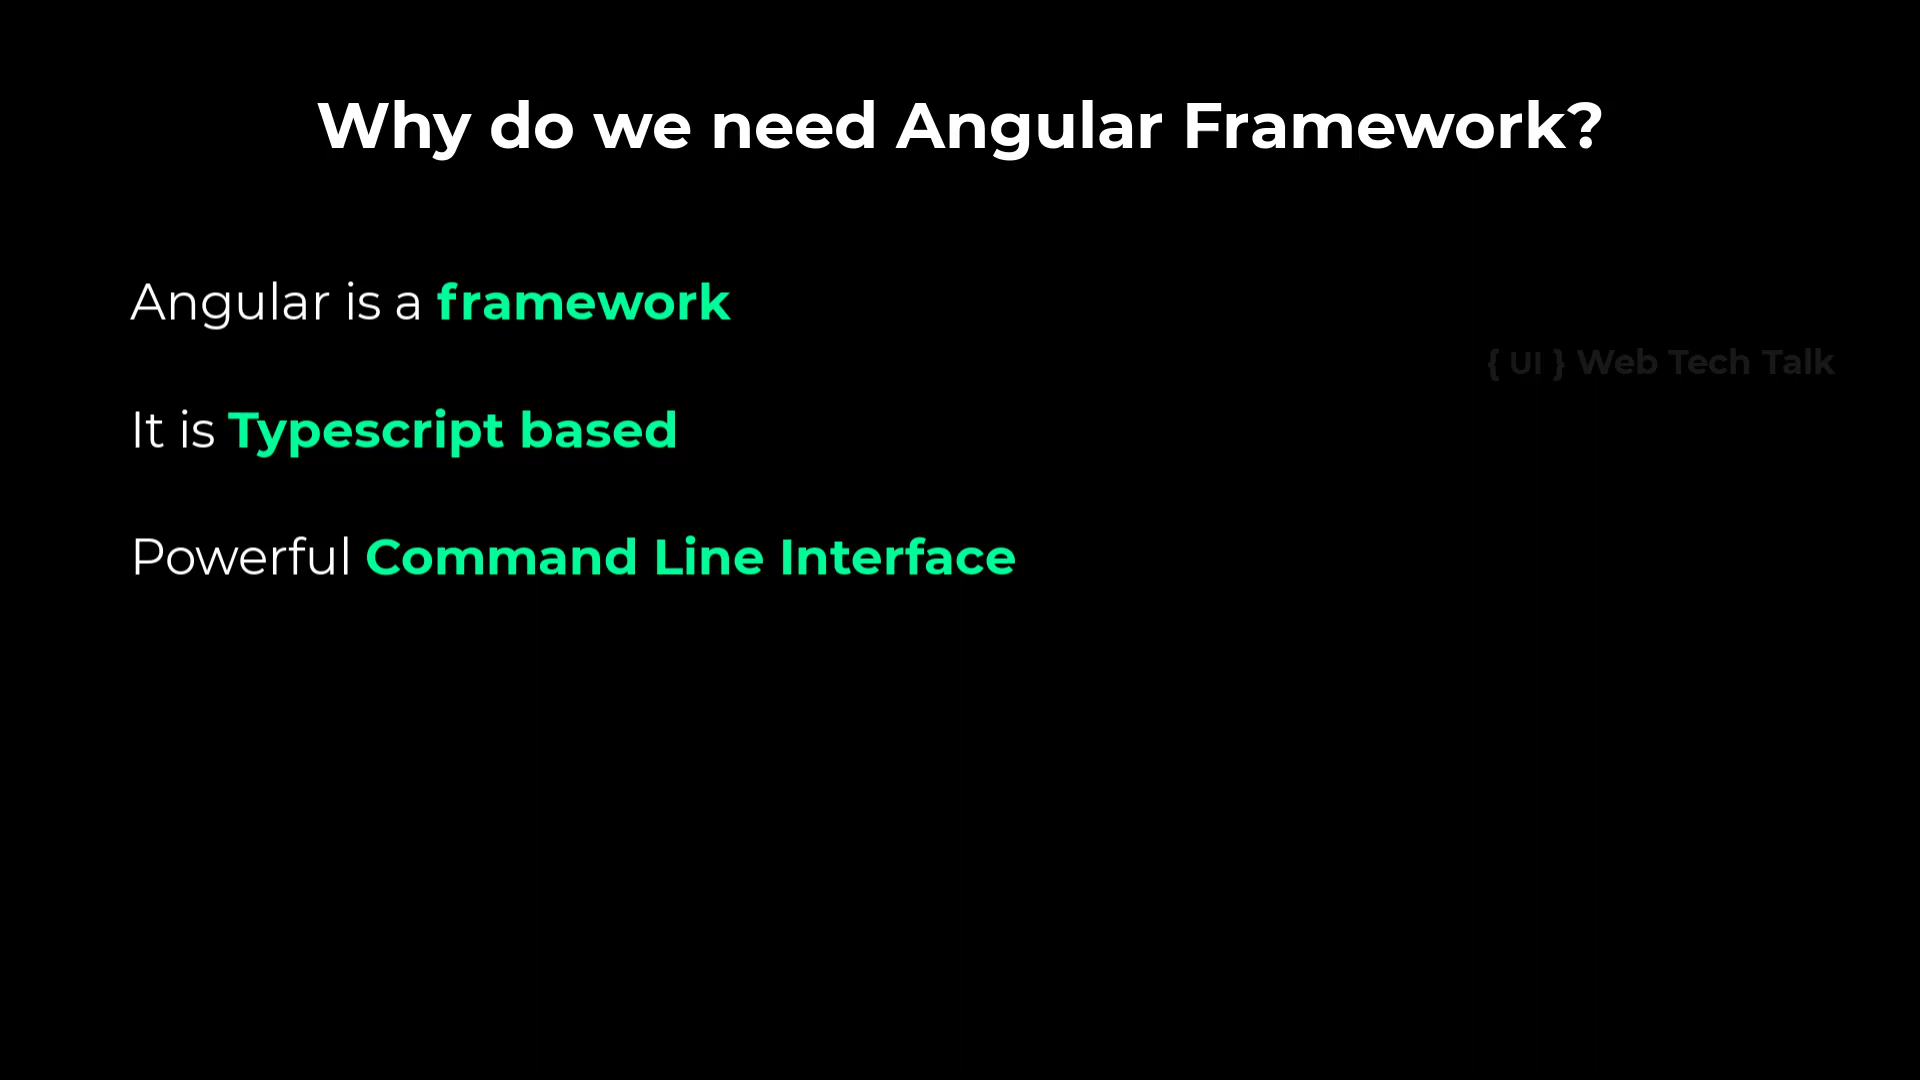 Why do we need Angular Framework?
Angular is a framework
{ UI } Web Tech Talk
It is Typescript based
Powerful Command Line Interface